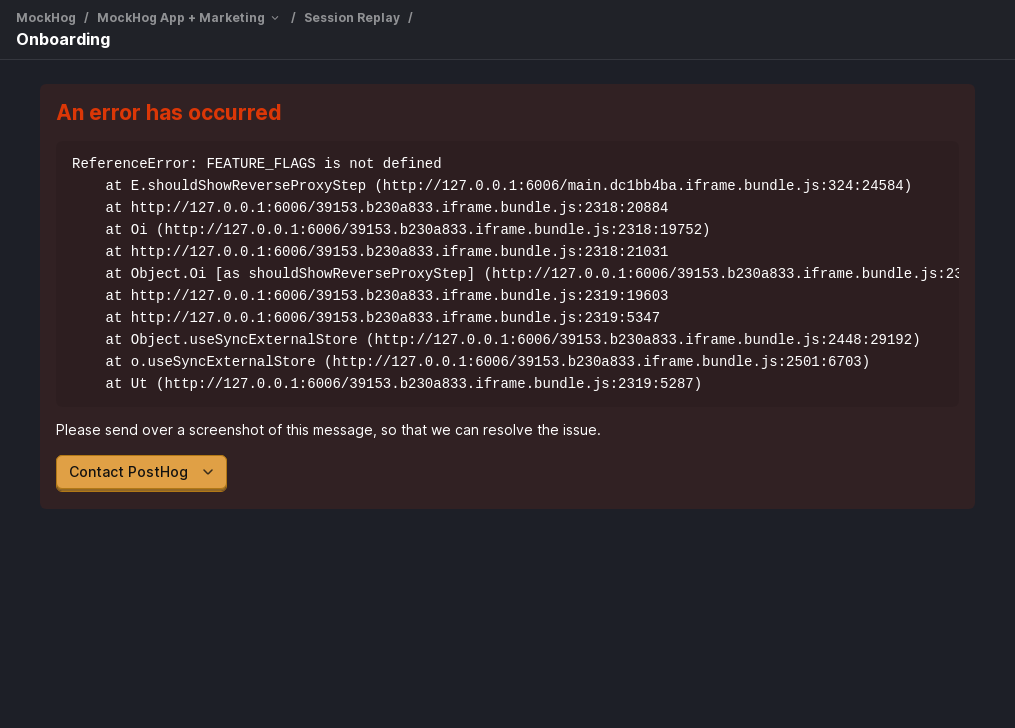 MockHog / MockHog App + Marketing / Session Replay /
Onboarding
An error has occurred
ReferenceError: FEATURE_FLAGS is not defined
    at E.shouldShowReverseProxyStep (http://127.0.0.1:6006/main.dc1bb4ba.iframe.bundle.js:324:24584)
    at http://127.0.0.1:6006/39153.b230a833.iframe.bundle.js:2318:20884
    at Oi (http://127.0.0.1:6006/39153.b230a833.iframe.bundle.js:2318:19752)
    at http://127.0.0.1:6006/39153.b230a833.iframe.bundle.js:2318:21031
    at Object.Oi [as shouldShowReverseProxyStep] (http://127.0.0.1:6006/39153.b230a833.iframe.bundle.js:23
    at http://127.0.0.1:6006/39153.b230a833.iframe.bundle.js:2319:19603
    at http://127.0.0.1:6006/39153.b230a833.iframe.bundle.js:2319:5347
    at Object.useSyncExternalStore (http://127.0.0.1:6006/39153.b230a833.iframe.bundle.js:2448:29192)
    at o.useSyncExternalStore (http://127.0.0.1:6006/39153.b230a833.iframe.bundle.js:2501:6703)
    at Ut (http://127.0.0.1:6006/39153.b230a833.iframe.bundle.js:2319:5287)
Please send over a screenshot of this message, so that we can resolve the issue.
Contact PostHog